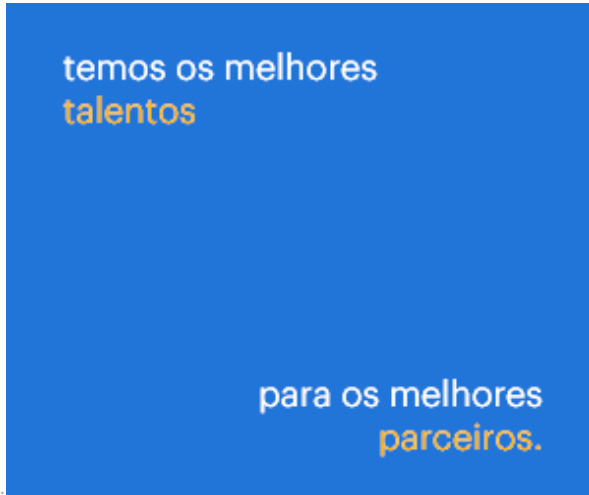 temos os melhores
talentos
para os melhores
parceiros.